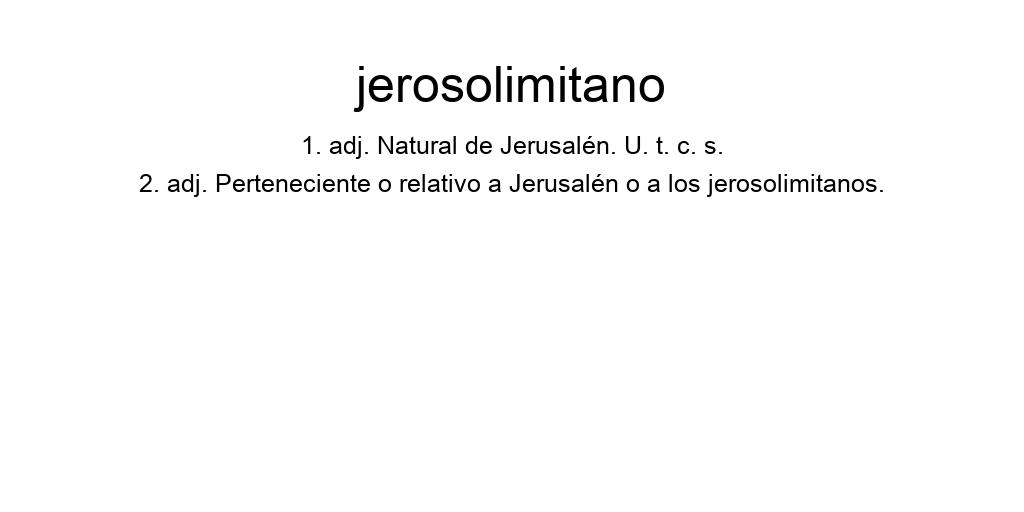 jerosolimitano
1. adj. Natural de Jerusalén. U. t. c. s.
2. adj. Perteneciente o relativo a Jerusalén o a los jerosolimitanos.